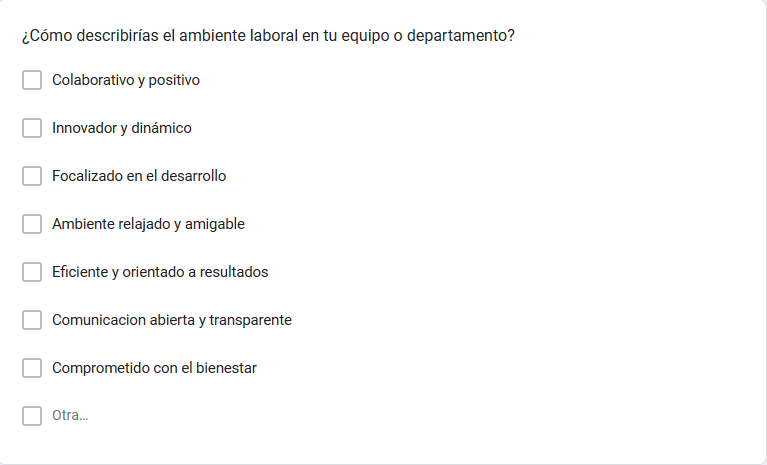 ¿Cómo describirías el ambiente laboral en tu equipo o departamento?
Colaborativo y positivo
Innovador y dinámico
Focalizado en el desarrollo
Ambiente relajado y amigable
Eficiente y orientado a resultados
Comunicacion abierta y transparente
Comprometido con el bienestar
Otra...